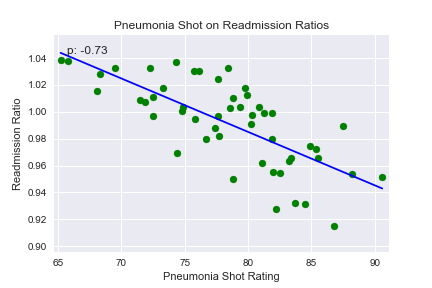 Pneumonia Shot on Readmission Ratios
p: -0.73
1.04
1.02
1.00
0.98
0.96
0.94
0.92
0.90
Readmission Ratio
65 70 75 80 85 90
Pneumonia Shot Rating